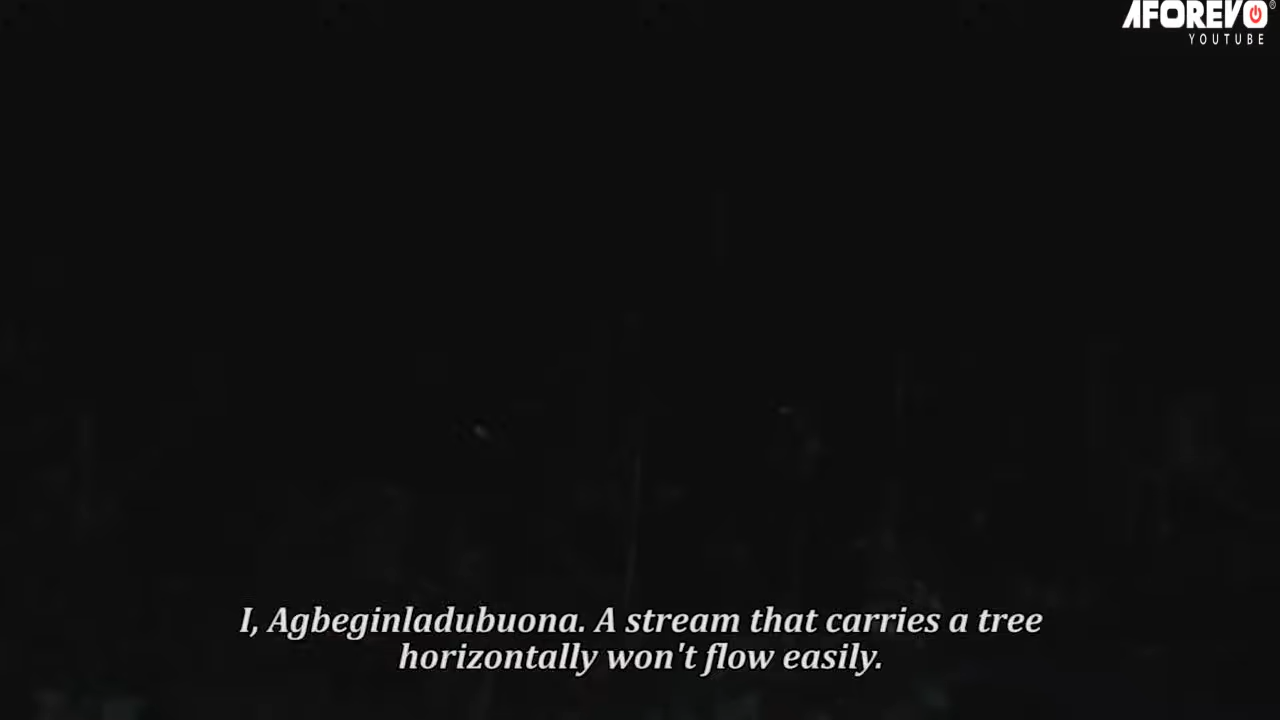 AFOREVO
YOUTUBE
I, Agbeginladubuona. A stream that carries a tree
horizontally won't flow easily.